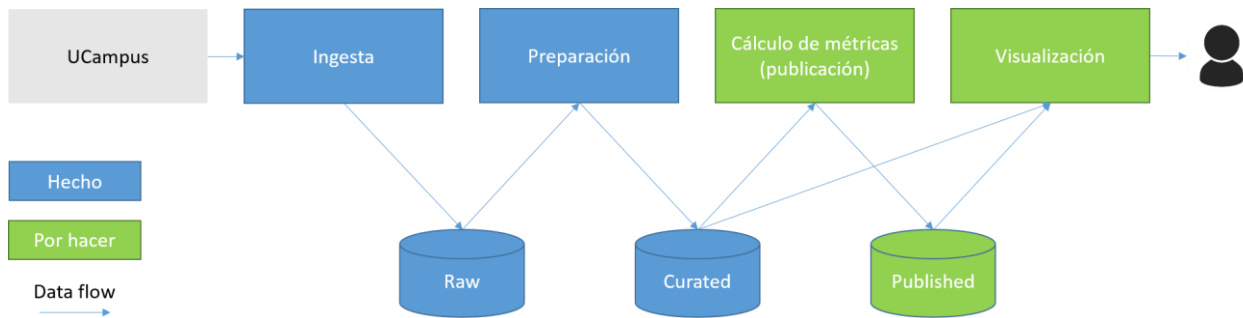 UCampus
Ingesta
Preparación
Cálculo de métricas
(publicación)
Visualización
Hecho
Por hacer
Data flow
Raw
Curated
Published